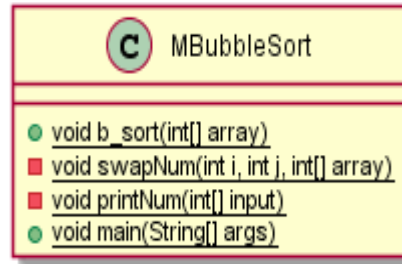 C MBubbleSort
void b_sort(int[] array)
void swapNum(int i, int j, int[] array)
void printNum(int[] input)
void main(String[] args)